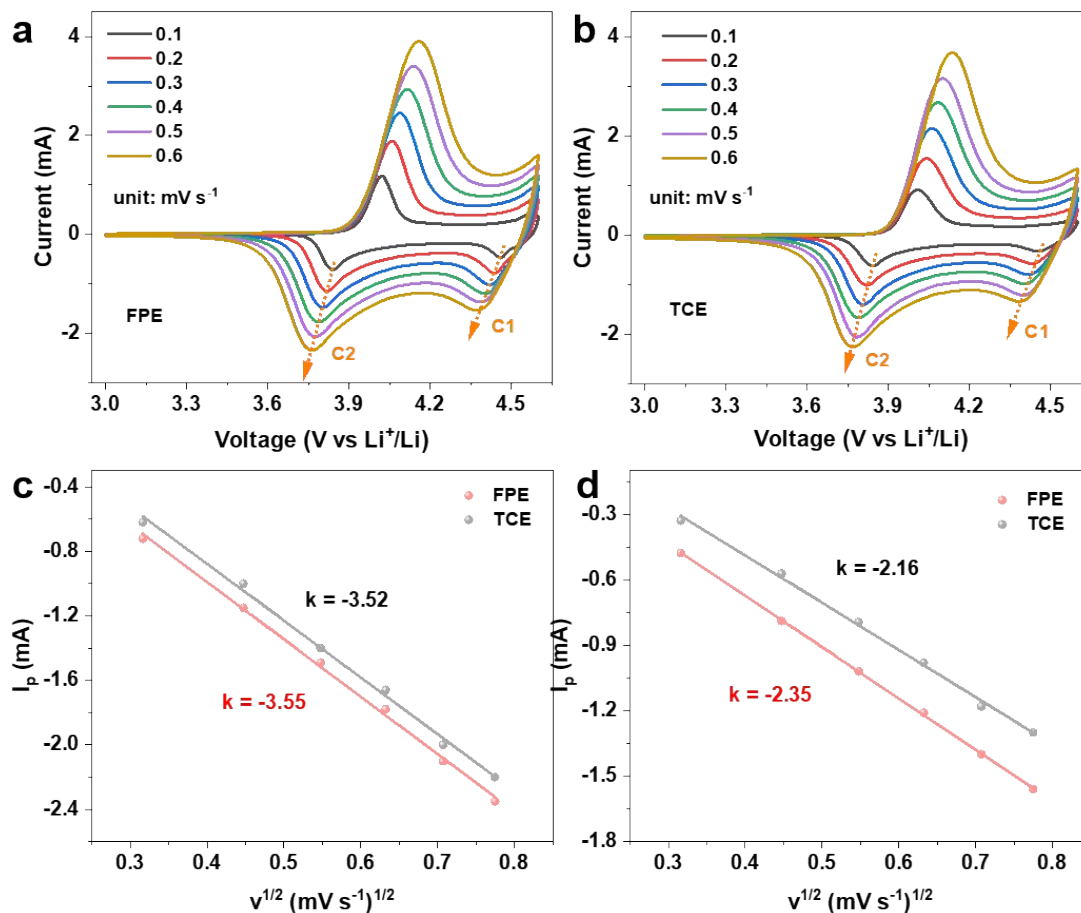 a
4
2
0
-2
Current (mA)
0.1
0.2
0.3
0.4
0.5
0.6
unit: mV s⁻¹
FPE
C2
C1
3.0 3.3 3.6 3.9 4.2 4.5
Voltage (V vs Li⁺/Li)
b
4
2
0
-2
Current (mA)
0.1
0.2
0.3
0.4
0.5
0.6
unit: mV s⁻¹
TCE
C2
C1
3.0 3.3 3.6 3.9 4.2 4.5
Voltage (V vs Li⁺/Li)
c
-0.4
-0.8
-1.2
-1.6
-2.0
-2.4
Iₚ (mA)
FPE
TCE
k = -3.52
k = -3.55
0.3 0.4 0.5 0.6 0.7 0.8
v¹/² (mV s⁻¹)¹/²
d
-0.3
-0.6
-0.9
-1.2
-1.5
-1.8
Iₚ (mA)
FPE
TCE
k = -2.16
k = -2.35
0.3 0.4 0.5 0.6 0.7 0.8
v¹/² (mV s⁻¹)¹/²